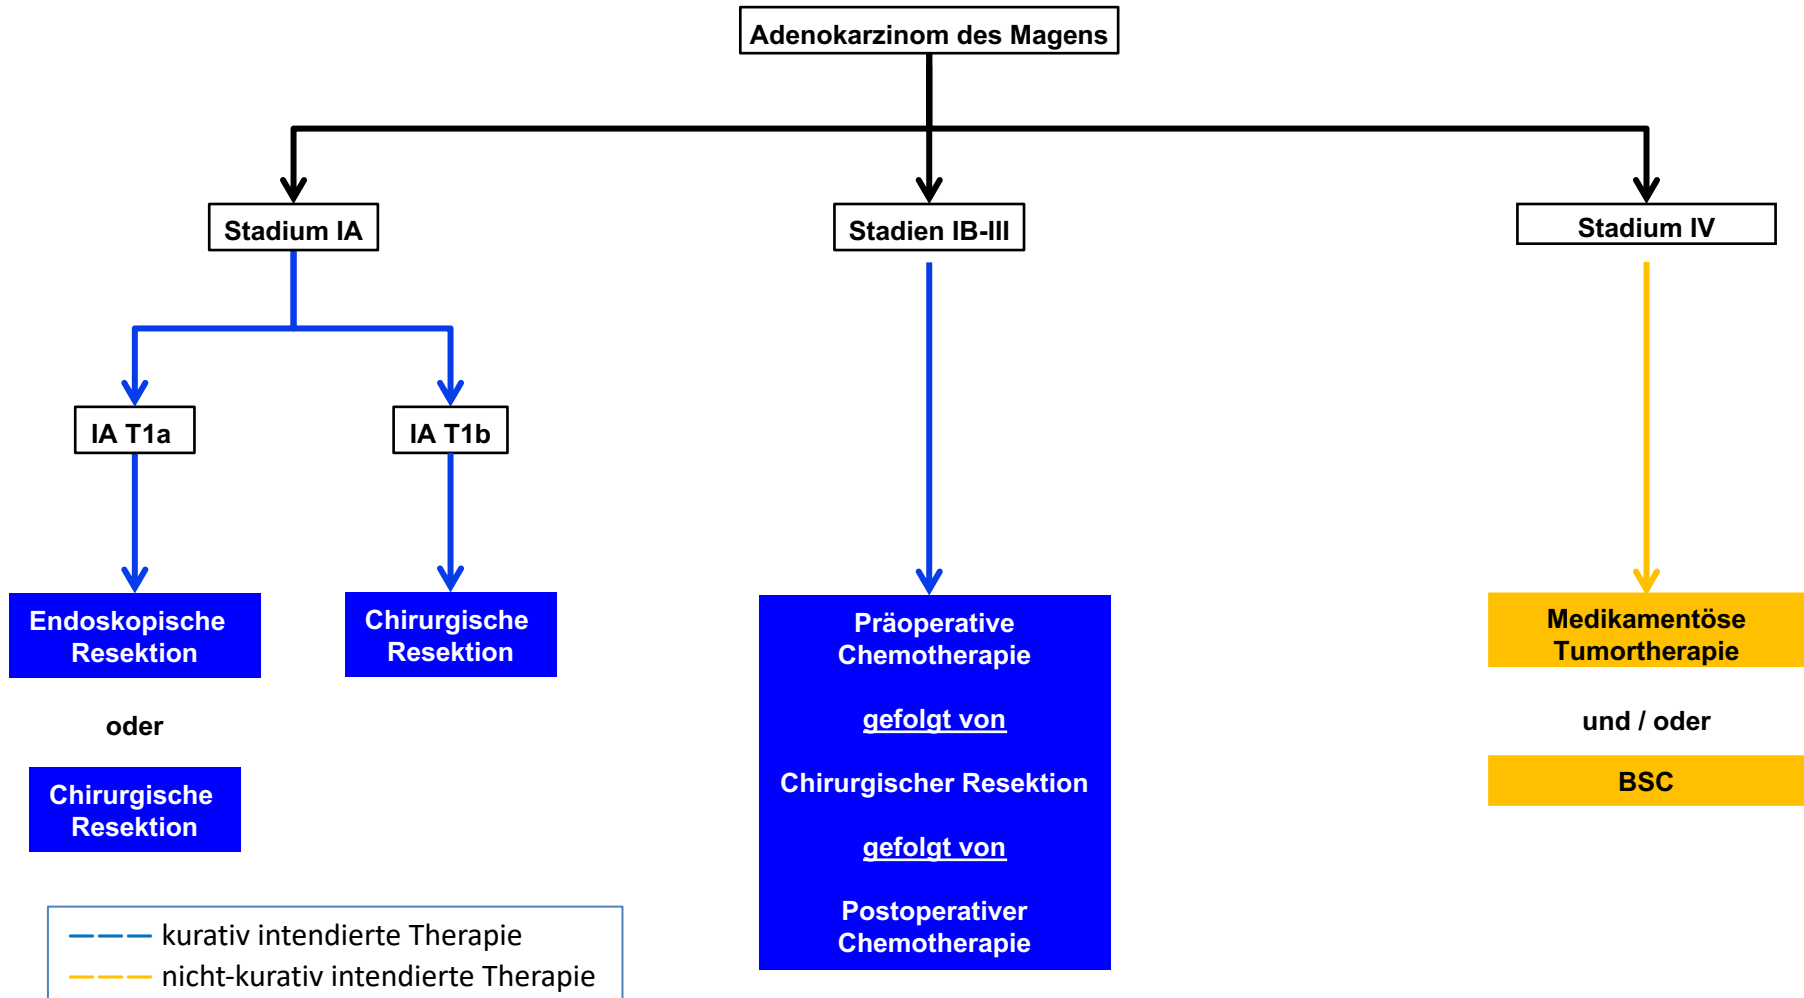 Adenokarzinom des Magens
Stadium IA
Stadien IB-III
Stadium IV
IA T1a
IA T1b
Endoskopische
Resektion
oder
Chirurgische
Resektion
Chirurgische
Resektion
Präoperative
Chemotherapie
gefolgt von
Chirurgischer Resektion
gefolgt von
Postoperativer
Chemotherapie
Medikamentöse
Tumortherapie
und / oder
BSC
kurativ intendierte Therapie
nicht-kurativ intendierte Therapie